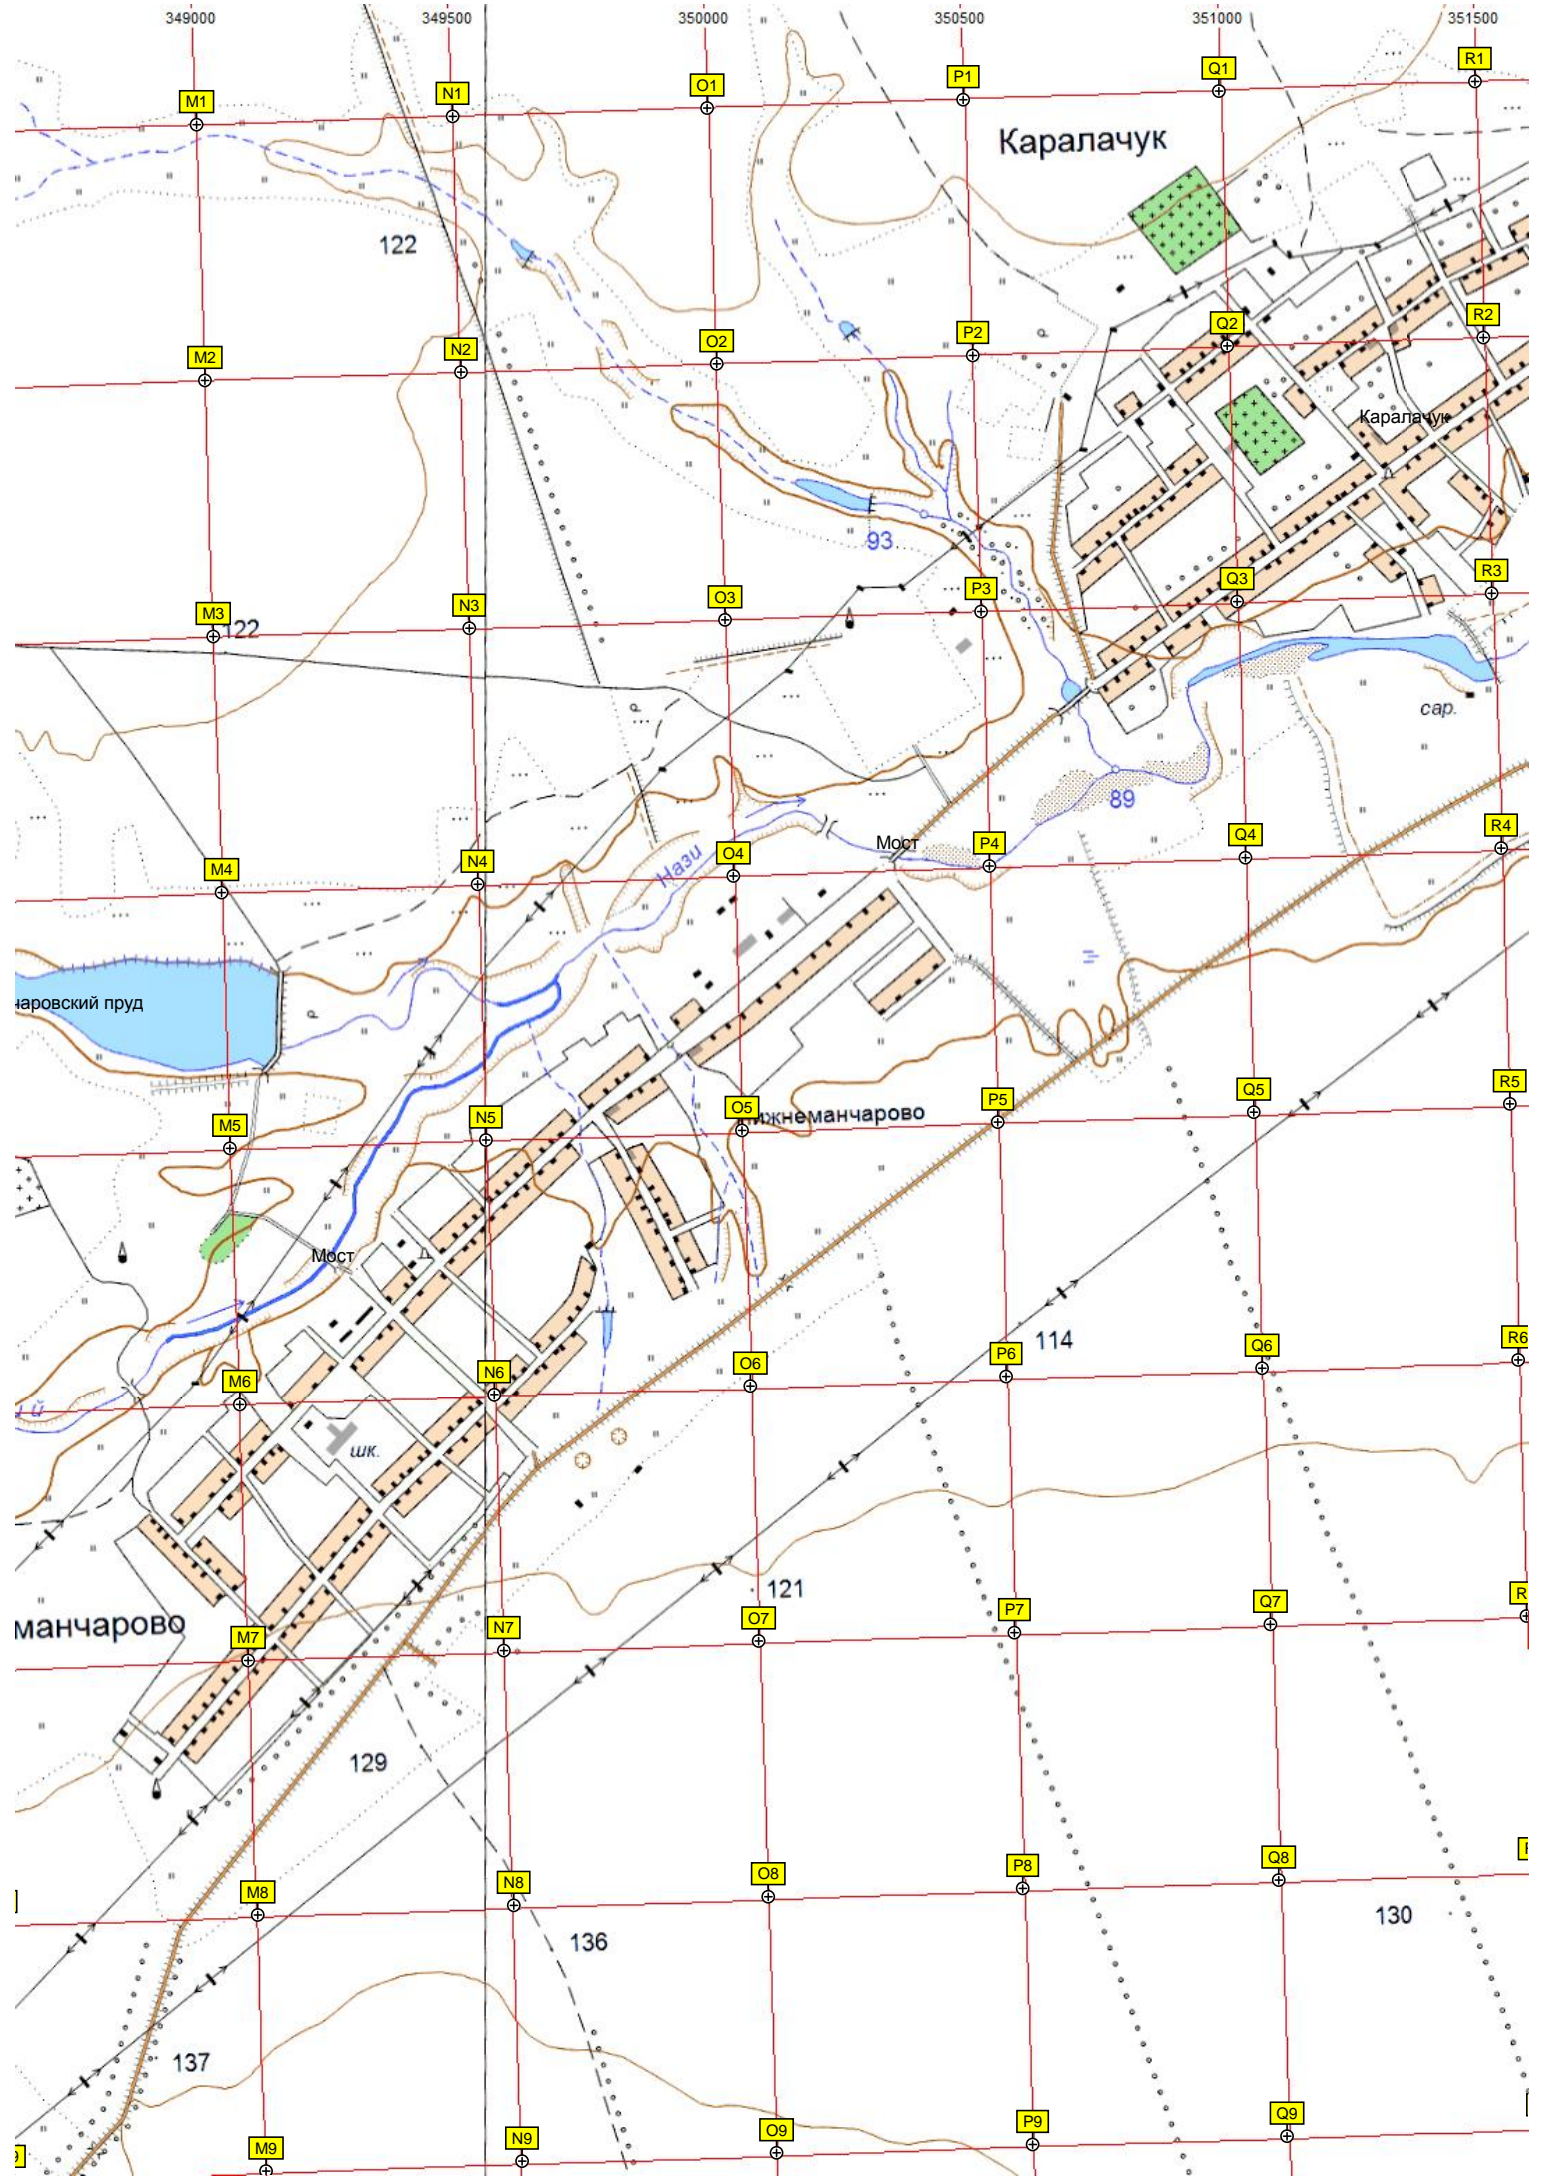 349000 349500 350000 350500 351000 351500
M1 N1 O1 P1 Q1 R1
Каралачук
122
M2 N2 O2 P2 Q2 R2
Каралачук
93
M3 N3 O3 P3 Q3 R3
122
сар.
89
Мост
M4 N4 O4 P4 Q4 R4
Нази
чаровский пруд
M5 N5 O5 P5 Q5 R5
ижнеманчарово
Мост
114
M6 N6 O6 P6 Q6 R6
й
шк.
121
манчарово
M7 N7 O7 P7 Q7 R
129
M8 N8 O8 P8 Q8
136
130
137
M9 N9 O9 P9 Q9